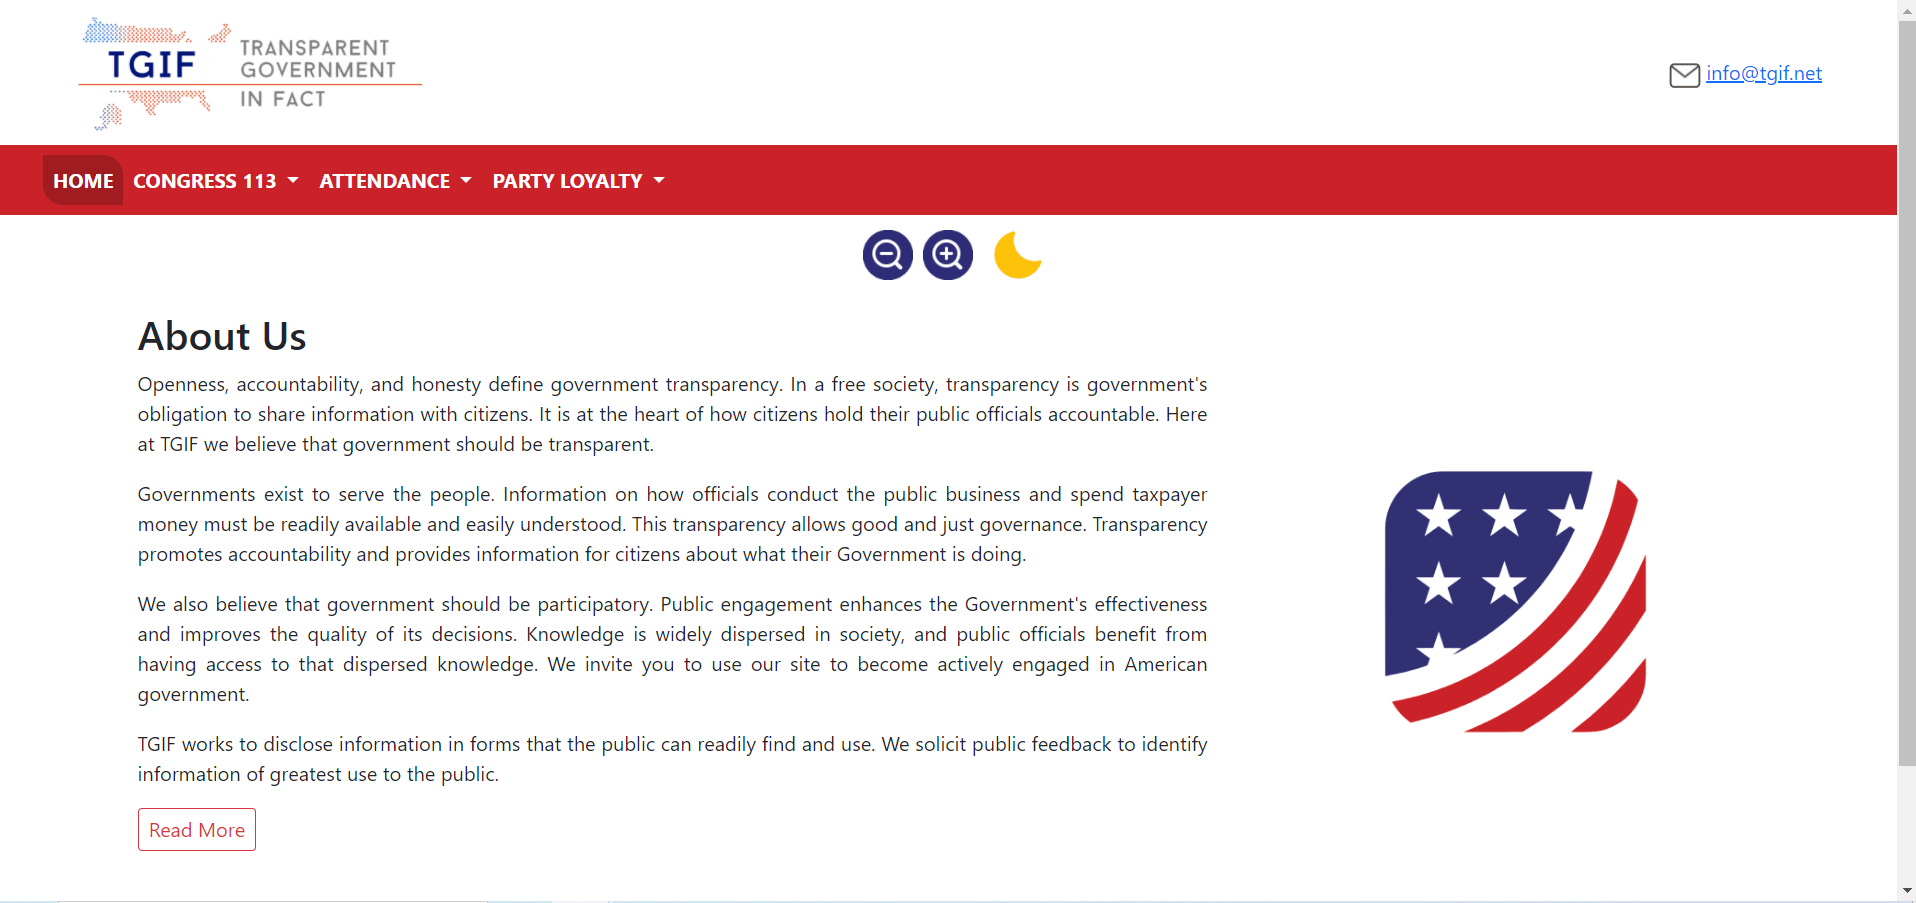 TGIF
TRANSPARENT
GOVERNMENT
IN FACT
info@tgif.net
HOME CONGRESS 113 ATTENDANCE PARTY LOYALTY
About Us
Openness, accountability, and honesty define government transparency. In a free society, transparency is government's
obligation to share information with citizens. It is at the heart of how citizens hold their public officials accountable. Here
at TGIF we believe that government should be transparent.
Governments exist to serve the people. Information on how officials conduct the public business and spend taxpayer
money must be readily available and easily understood. This transparency allows good and just governance. Transparency
promotes accountability and provides information for citizens about what their Government is doing.
We also believe that government should be participatory. Public engagement enhances the Government's effectiveness
and improves the quality of its decisions. Knowledge is widely dispersed in society, and public officials benefit from
having access to that dispersed knowledge. We invite you to use our site to become actively engaged in American
government.
TGIF works to disclose information in forms that the public can readily find and use. We solicit public feedback to identify
information of greatest use to the public.
Read More